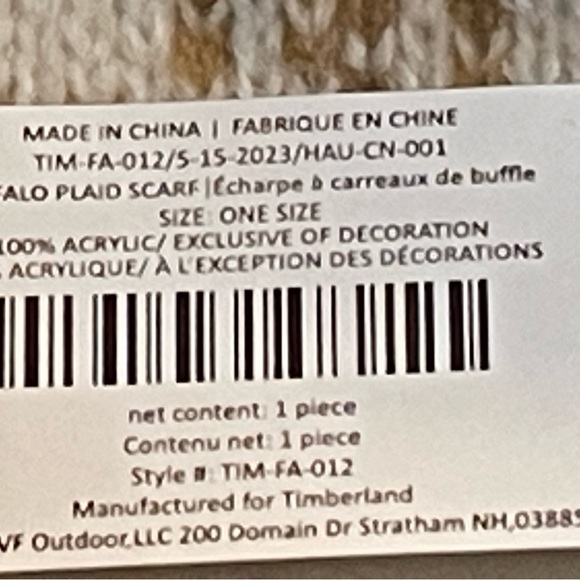 MADE IN CHINA | FABRIQUE EN CHINE
TIM-FA-012/5-15-2023/HAU-CN-001
FALO PLAID SCARF |Écharpe à carreaux de buffle
SIZE: ONE SIZE
100% ACRYLIC/ EXCLUSIVE OF DECORATION
ACRYLIQUE/ À L'EXCEPTION DES DÉCORATIONS
net content: 1 piece
Contenu net: 1 piece
Style #: TIM-FA-012
Manufactured for Timberland
VF Outdoor,LLC 200 Domain Dr Stratham NH,03885